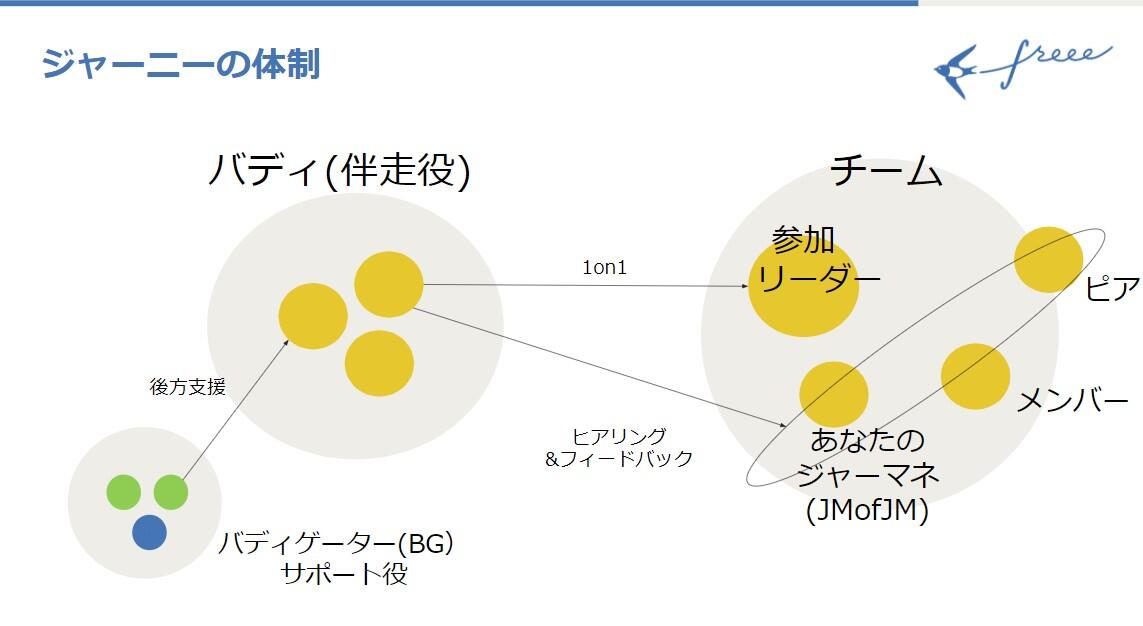 ジャーニーの体制
freee
バディ(伴走役)
チーム
参加
リーダー
1on1
ピア
後方支援
メンバー
ヒアリング
&フィードバック
あなたの
ジャーマネ
(JMofJM)
バディゲーター(BG)
サポート役